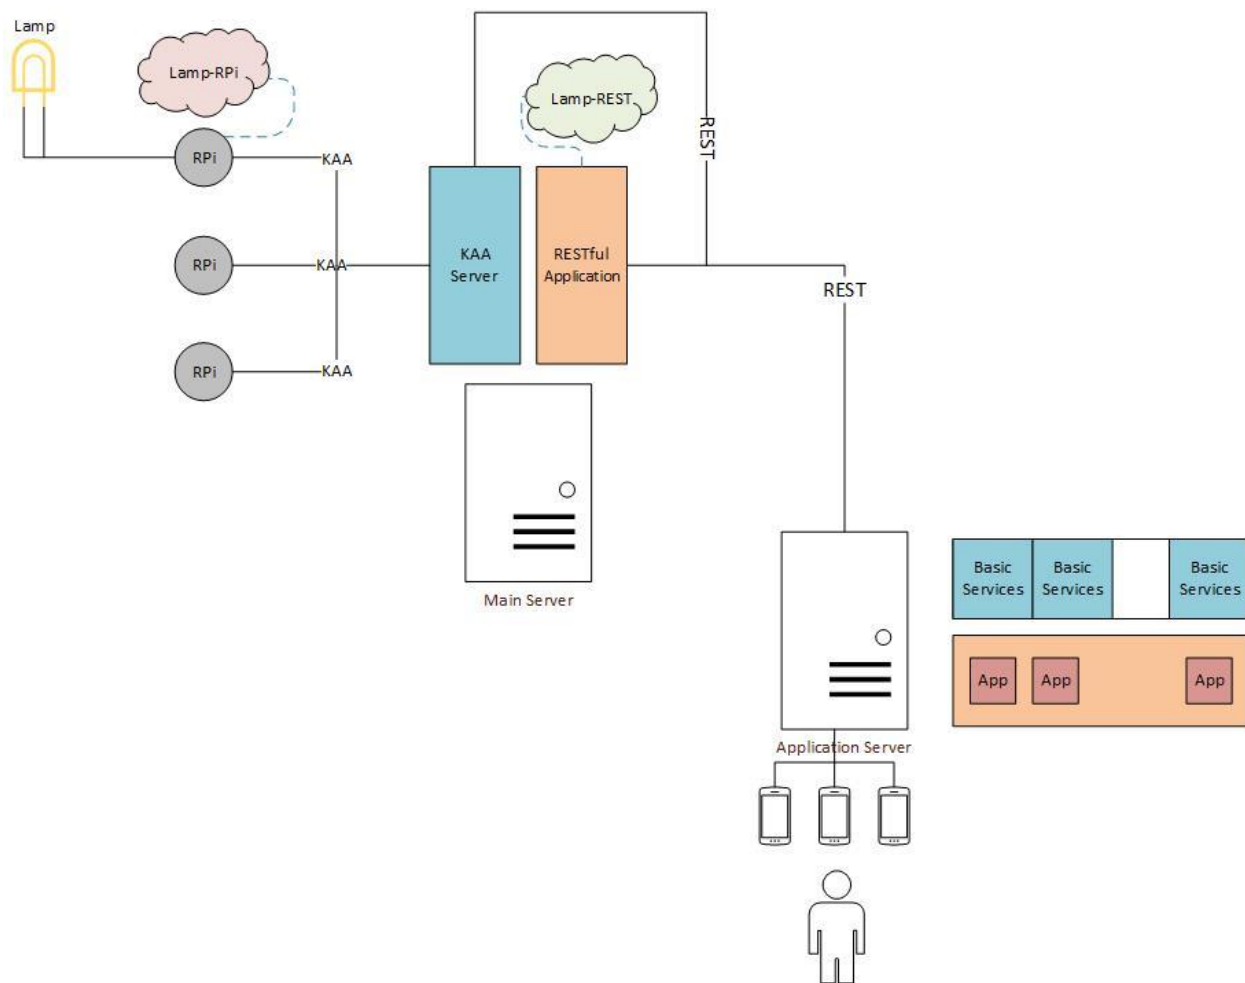 Lamp
Lamp-RPi
Lamp-REST
REST
RPi
KAA
RPi
KAA
KAA
Server
RESTful
Application
REST
RPi
KAA
Main Server
Basic
Services
Basic
Services
Basic
Services
App
App
App
Application Server